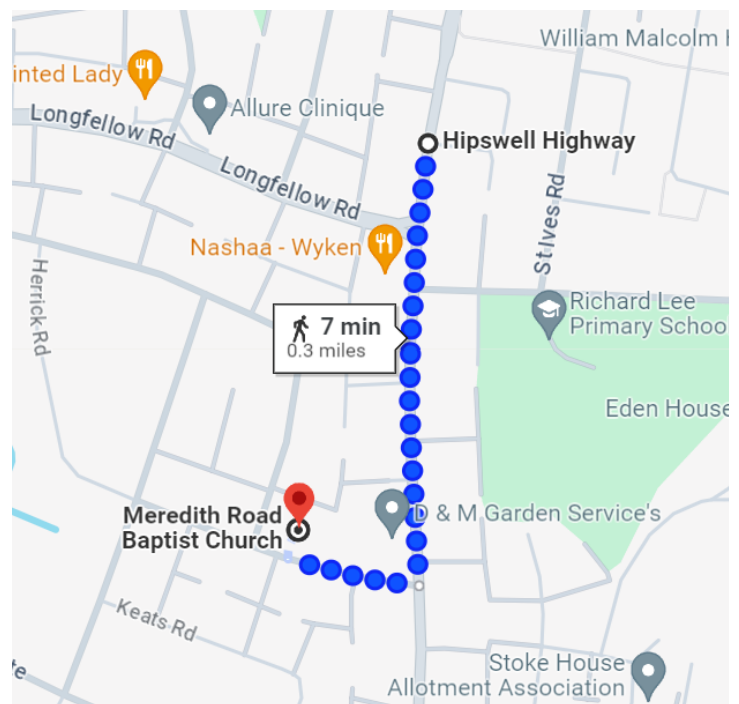 William Malcolm H
inted Lady
Allure Clinique
Longfellow Rd
Hipswell Highway
Longfellow Rd
St Ives Rd
Nashaa - Wyken
Herrick Rd
Richard Lee
Primary School
7 min
0.3 miles
Eden House
Meredith Road
Baptist Church
D & M Garden Service's
Keats Rd
Stoke House
Allotment Association
te